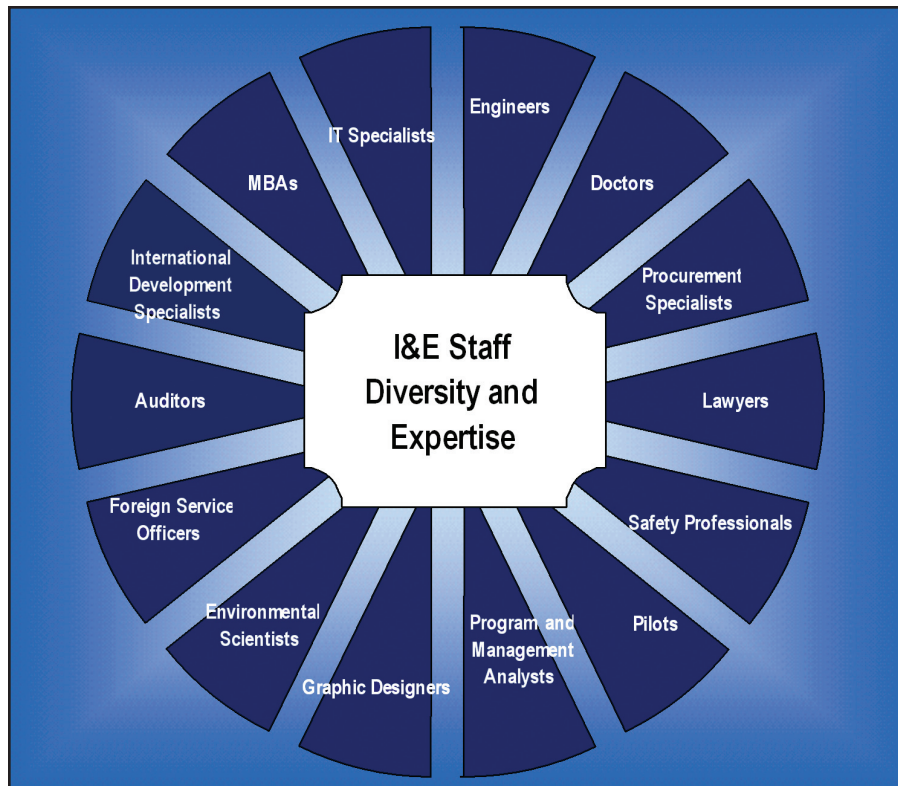 IT Specialists
Engineers
MBAs
Doctors
International
Development
Specialists
Procurement
Specialists
I&E Staff
Diversity and
Expertise
Auditors
Lawyers
Foreign Service
Officers
Safety Professionals
Environmental
Scientists
Pilots
Program and
Management
Analysts
Graphic Designers